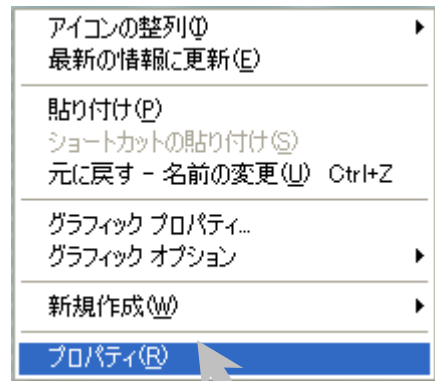 アイコンの整列(I)
最新の情報に更新(E)
貼り付け(P)
ショートカットの貼り付け(S)
元に戻す - 名前の変更(U) Ctrl+Z
グラフィック プロパティ...
グラフィック オプション
新規作成(W)
プロパティ(R)